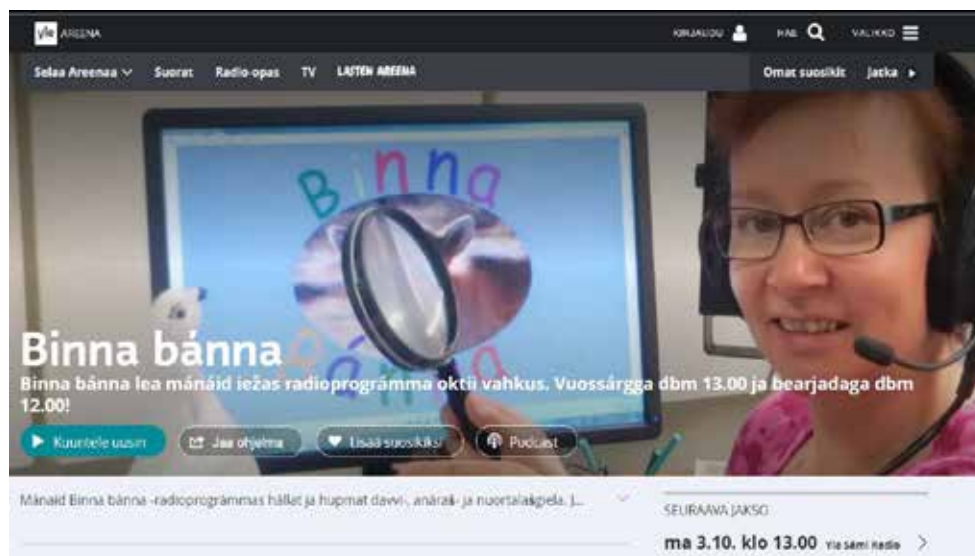 yle AREENA
KIRJAUDU HAE VALIKKO
Selaa Areenaa Suorat Radio-opas TV LASTEN AREENA Omat suosikit Jatka
Binna
bánna
Binna bánna
Binna bánna lea mánáid iežas radioprográmma oktii vahkus. Vuossárgga dbm 13.00 ja bearjadaga dbm
12.00!
Kuuntele uusin Jaa ohjelma Lisää suosikiksi Podcast
Mánáid Binna bánna -radioprográmmas hállat ja hupmat davvi-, anáraš- ja nuortalašgiela. J...
SEURAAVA JAKSO
ma 3.10. klo 13.00 Yle Sámi Radio